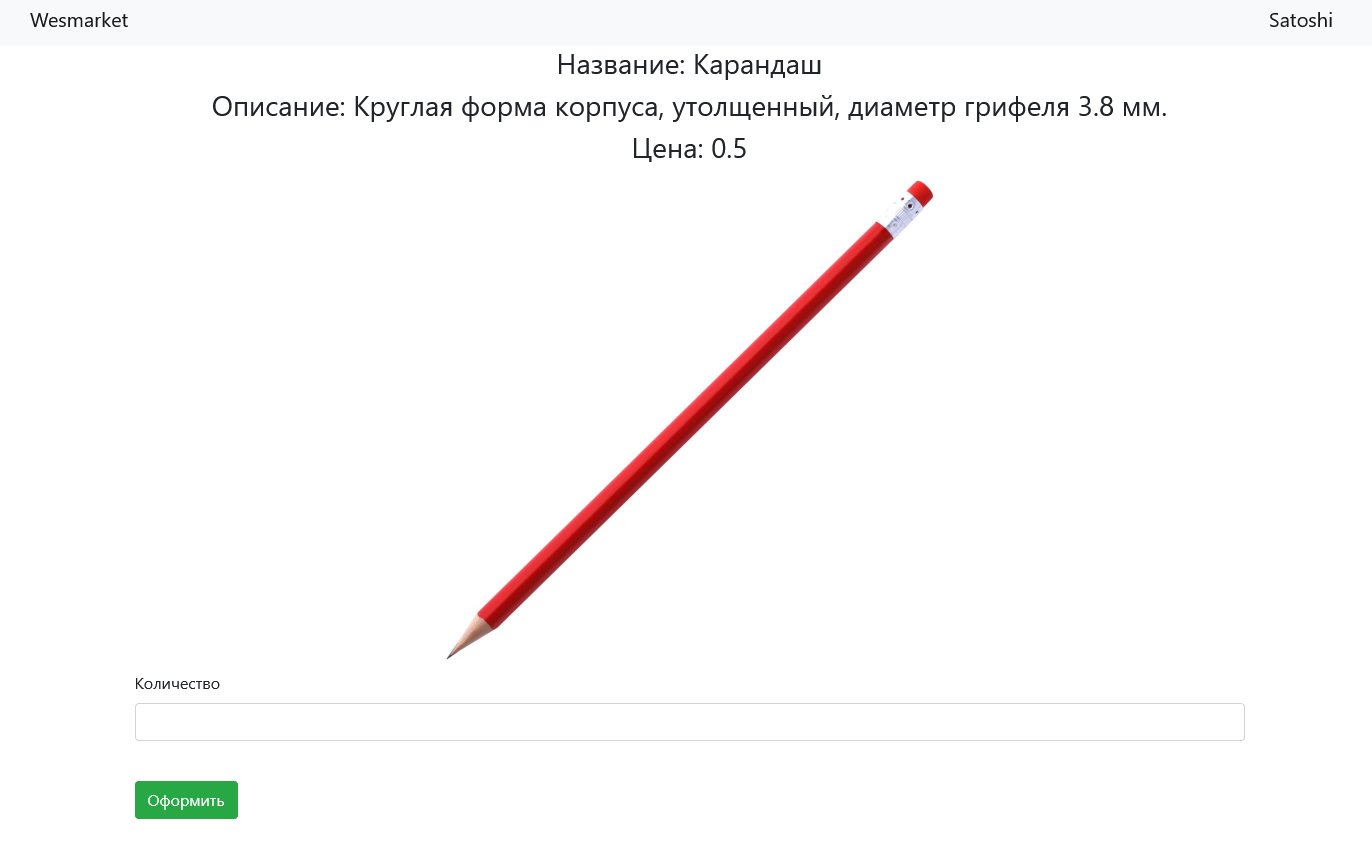 Wesmarket
Satoshi
Название: Карандаш
Описание: Круглая форма корпуса, утолщенный, диаметр грифеля 3.8 мм.
Цена: 0.5
Количество
Оформить